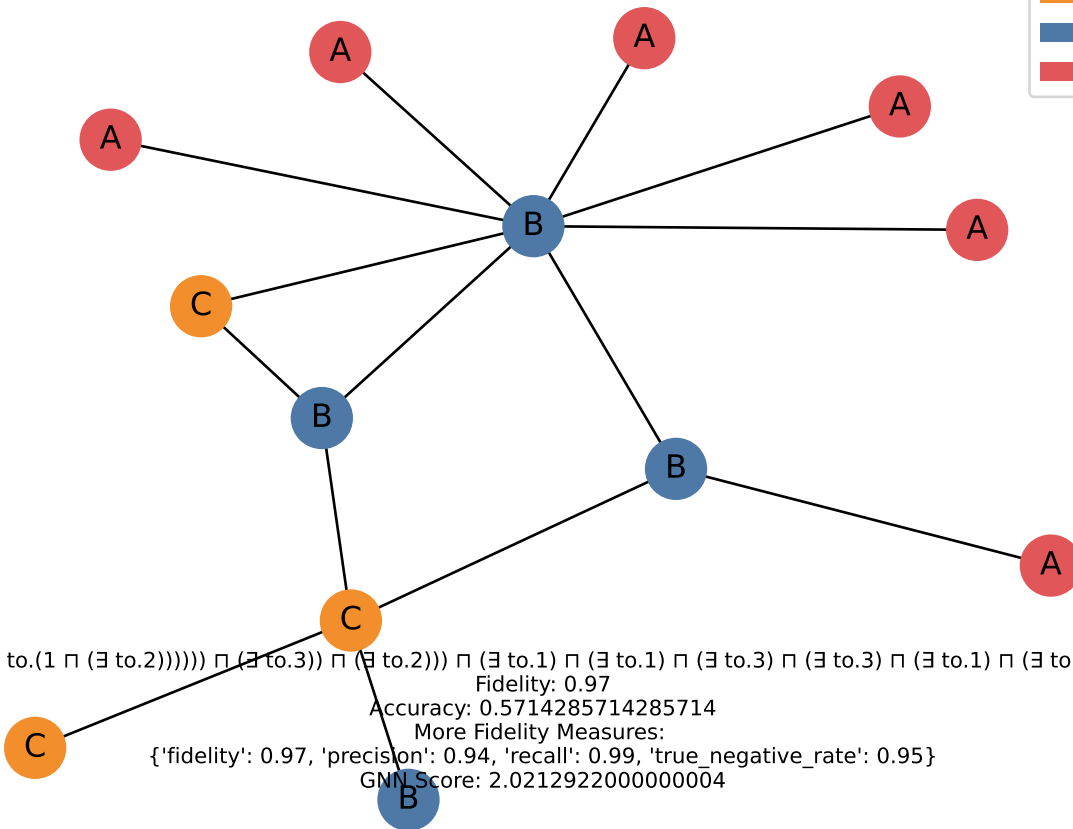 A
A
A
A
B
A
C
B
B
A
C
to.(1 ⊓ (∃ to.2)))))) ⊓ (∃ to.3)) ⊓ (∃ to.2))) ⊓ (∃ to.1) ⊓ (∃ to.1) ⊓ (∃ to.3) ⊓ (∃ to.3) ⊓ (∃ to.1) ⊓ (∃ to
Fidelity: 0.97
Accuracy: 0.5714285714285714
More Fidelity Measures:
C
{'fidelity': 0.97, 'precision': 0.94, 'recall': 0.99, 'true_negative_rate': 0.95}
GNN Score: 2.0212922000000004
B